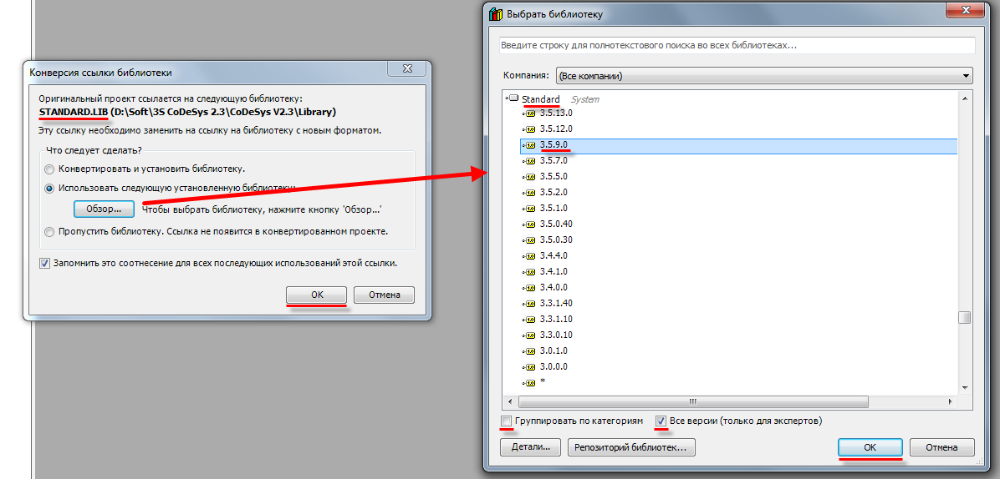 Конверсия ссылки библиотеки
Оригинальный проект ссылается на следующую библиотеку:
STANDARD.LIB (D:\Soft\3S CoDeSys 2.3\CoDeSys V2.3\Library)
Эту ссылку необходимо заменить на ссылку на библиотеку с новым форматом.
Что следует сделать?
Конвертировать и установить библиотеку.
Использовать следующую установленную библиотеку:
Обзор... Чтобы выбрать библиотеку, нажмите кнопку 'Обзор...'
Пропустить библиотеку. Ссылка не появится в конвертированном проекте.
Запомнить это соотнесение для всех последующих использований этой ссылки.
OK Отмена
Выбрать библиотеку
Введите строку для полнотекстового поиска во всех библиотеках...
Компания: (Все компании)
Standard System
3.5.13.0
3.5.12.0
3.5.9.0
3.5.7.0
3.5.5.0
3.5.2.0
3.5.1.0
3.5.0.40
3.5.0.30
3.4.4.0
3.4.1.0
3.4.0.0
3.3.1.40
3.3.1.10
3.3.0.10
3.0.1.0
3.0.0.0
*
Группировать по категориям Все версии (только для экспертов)
Детали... Репозиторий библиотек... OK Отмена